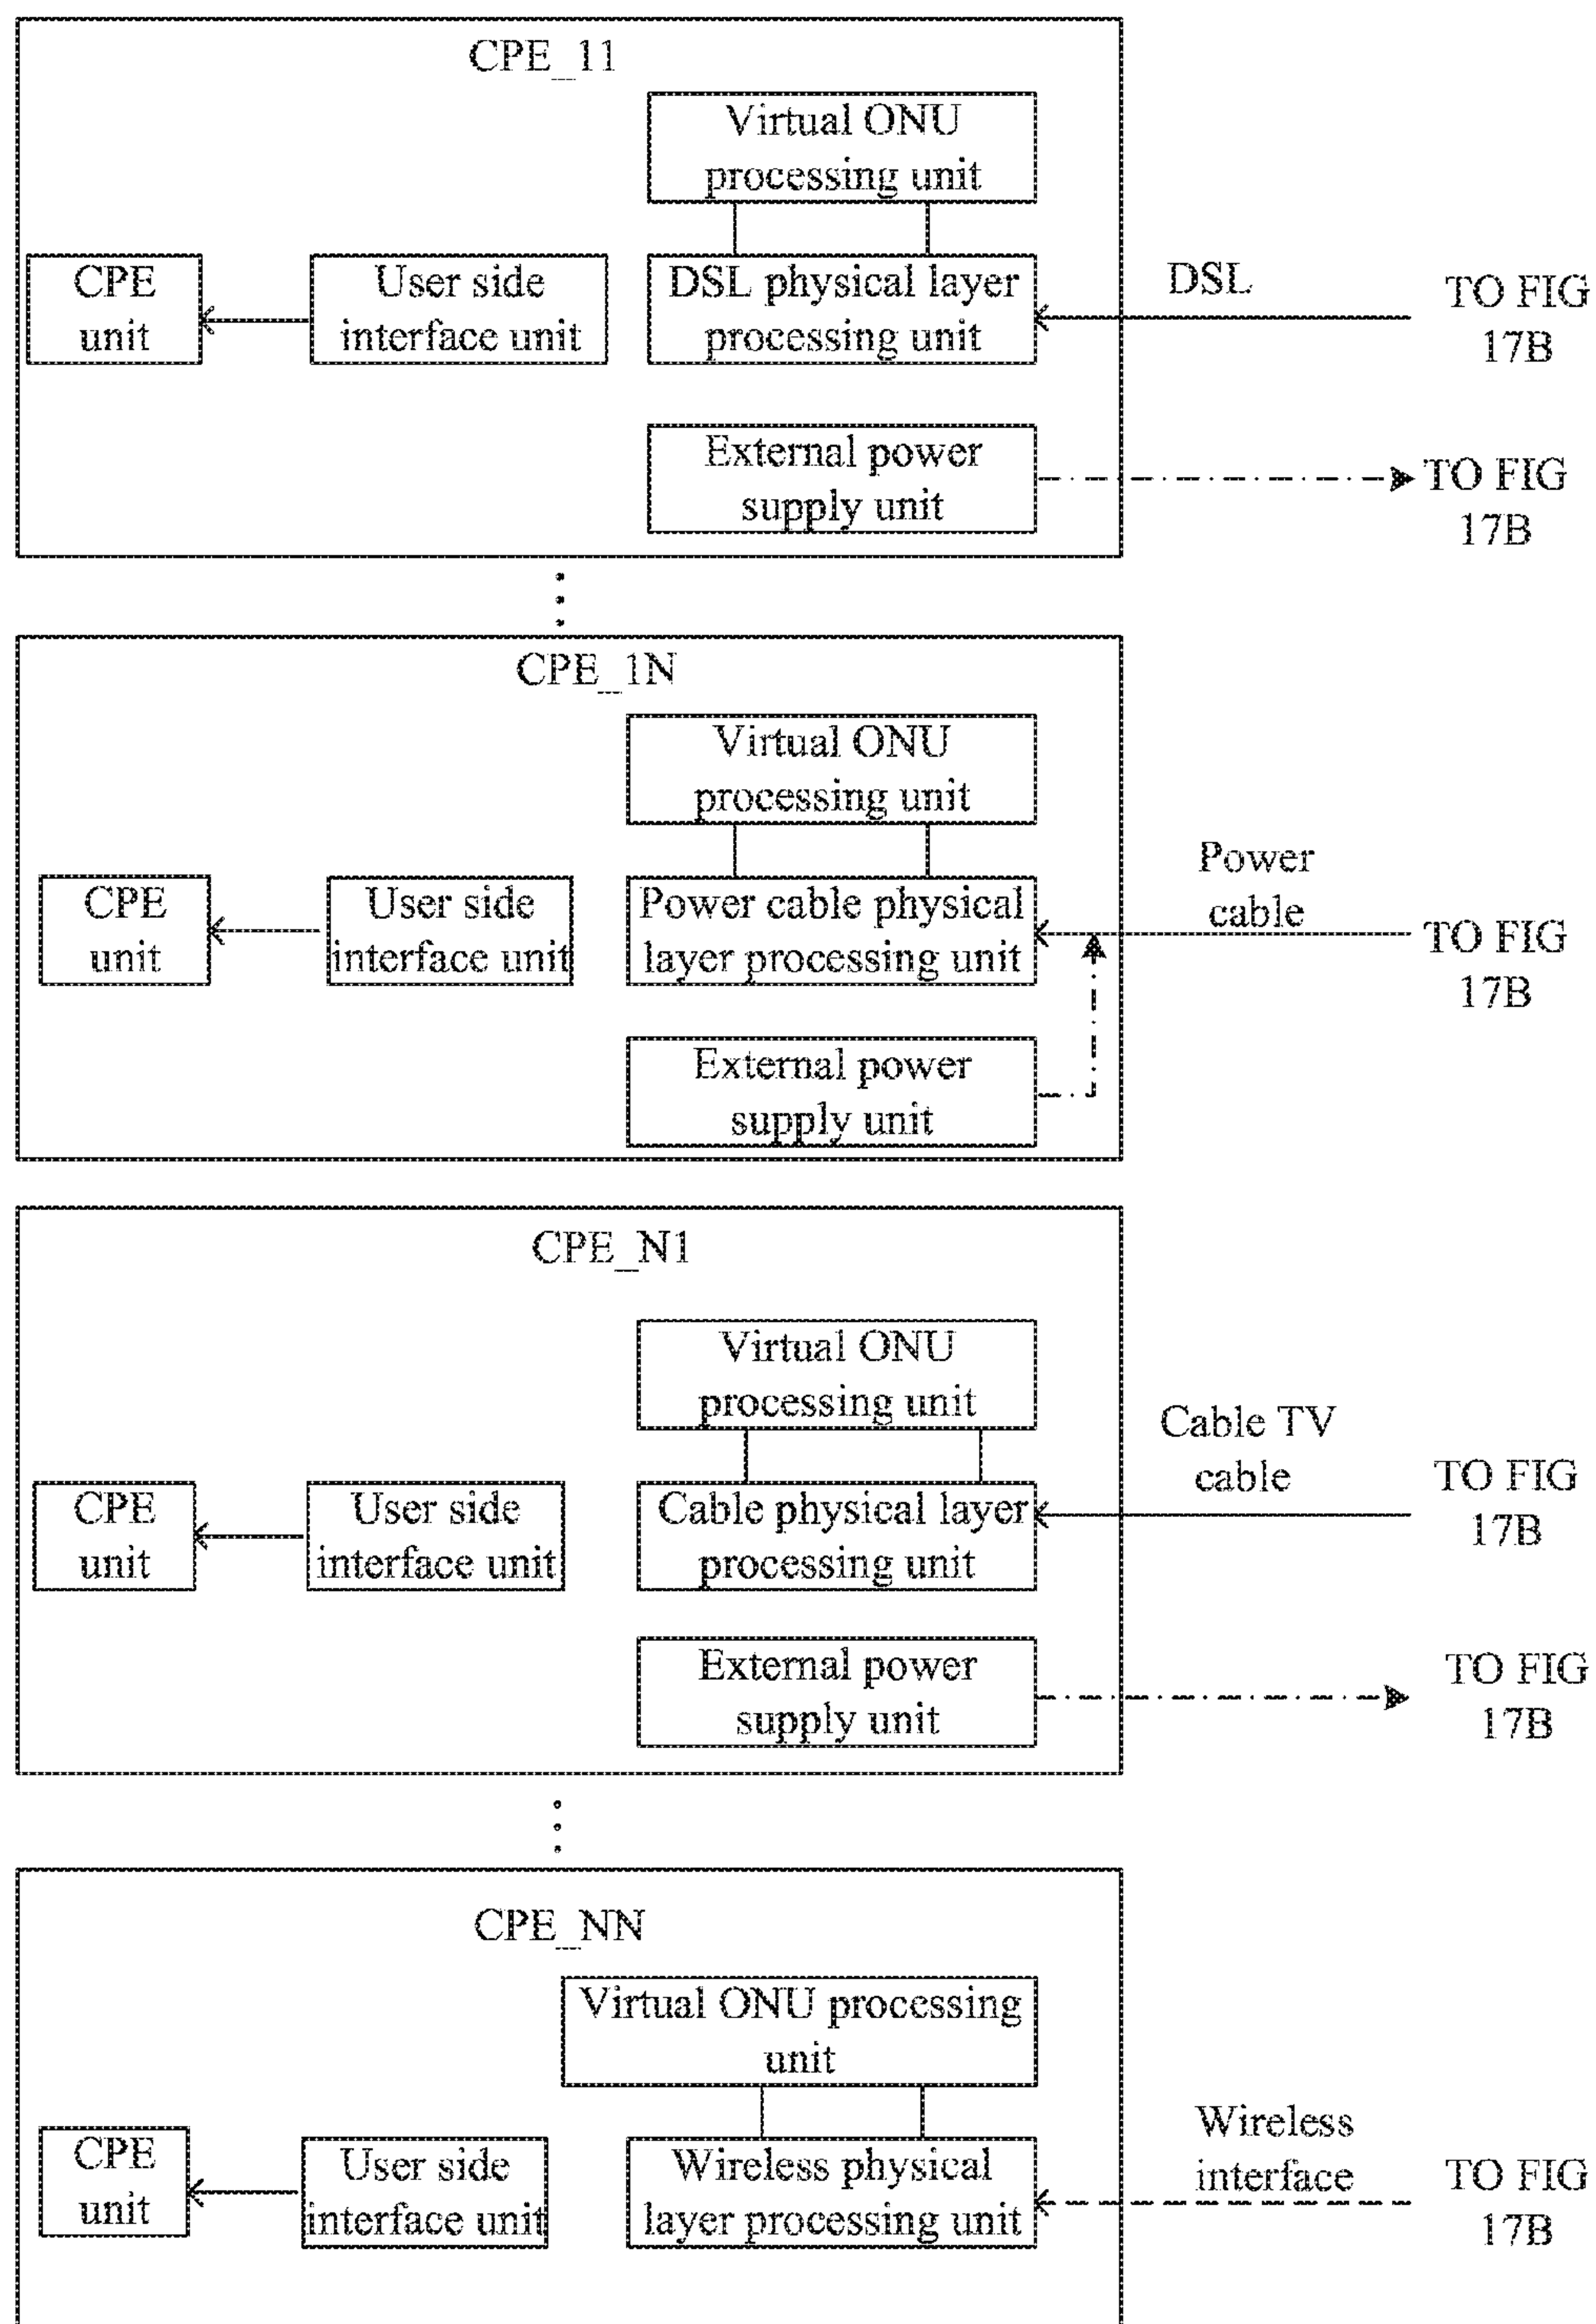 CPE_11
Virtual ONU
processing unit
CPE
unit
User side
interface unit
DSL physical layer
processing unit
DSL
TO FIG
17B
External power
supply unit
TO FIG
17B
CPE_1N
Virtual ONU
processing unit
CPE
unit
User side
interface unit
Power cable physical
layer processing unit
Power
cable
TO FIG
17B
External power
supply unit
CPE_N1
Virtual ONU
processing unit
CPE
unit
User side
interface unit
Cable physical layer
processing unit
Cable TV
cable
TO FIG
17B
External power
supply unit
TO FIG
17B
CPE_NN
Virtual ONU processing
unit
CPE
unit
User side
interface unit
Wireless physical
layer processing unit
Wireless
interface
TO FIG
17B